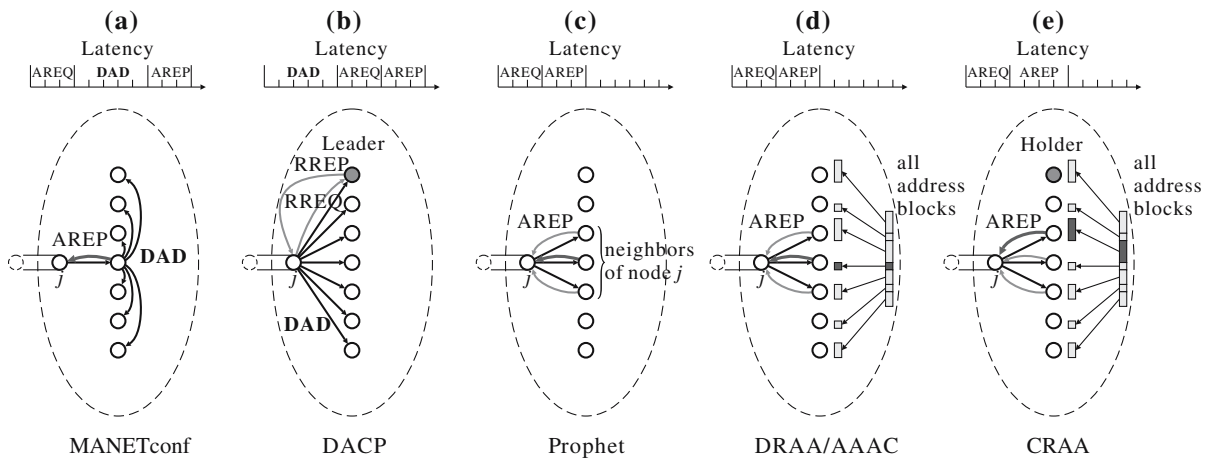 (a)
Latency
AREQ DAD AREP
AREP
DAD
j
MANETconf
(b)
Latency
DAD AREQ AREP
Leader
RREP
RREQ
j
DAD
DACP
(c)
Latency
AREQ AREP
AREP
neighbors
of node j
j
Prophet
(d)
Latency
AREQ AREP
all
address
blocks
AREP
j
DRAA/AAAC
(e)
Latency
AREQ AREP
Holder
all
address
blocks
AREP
j
CRAA